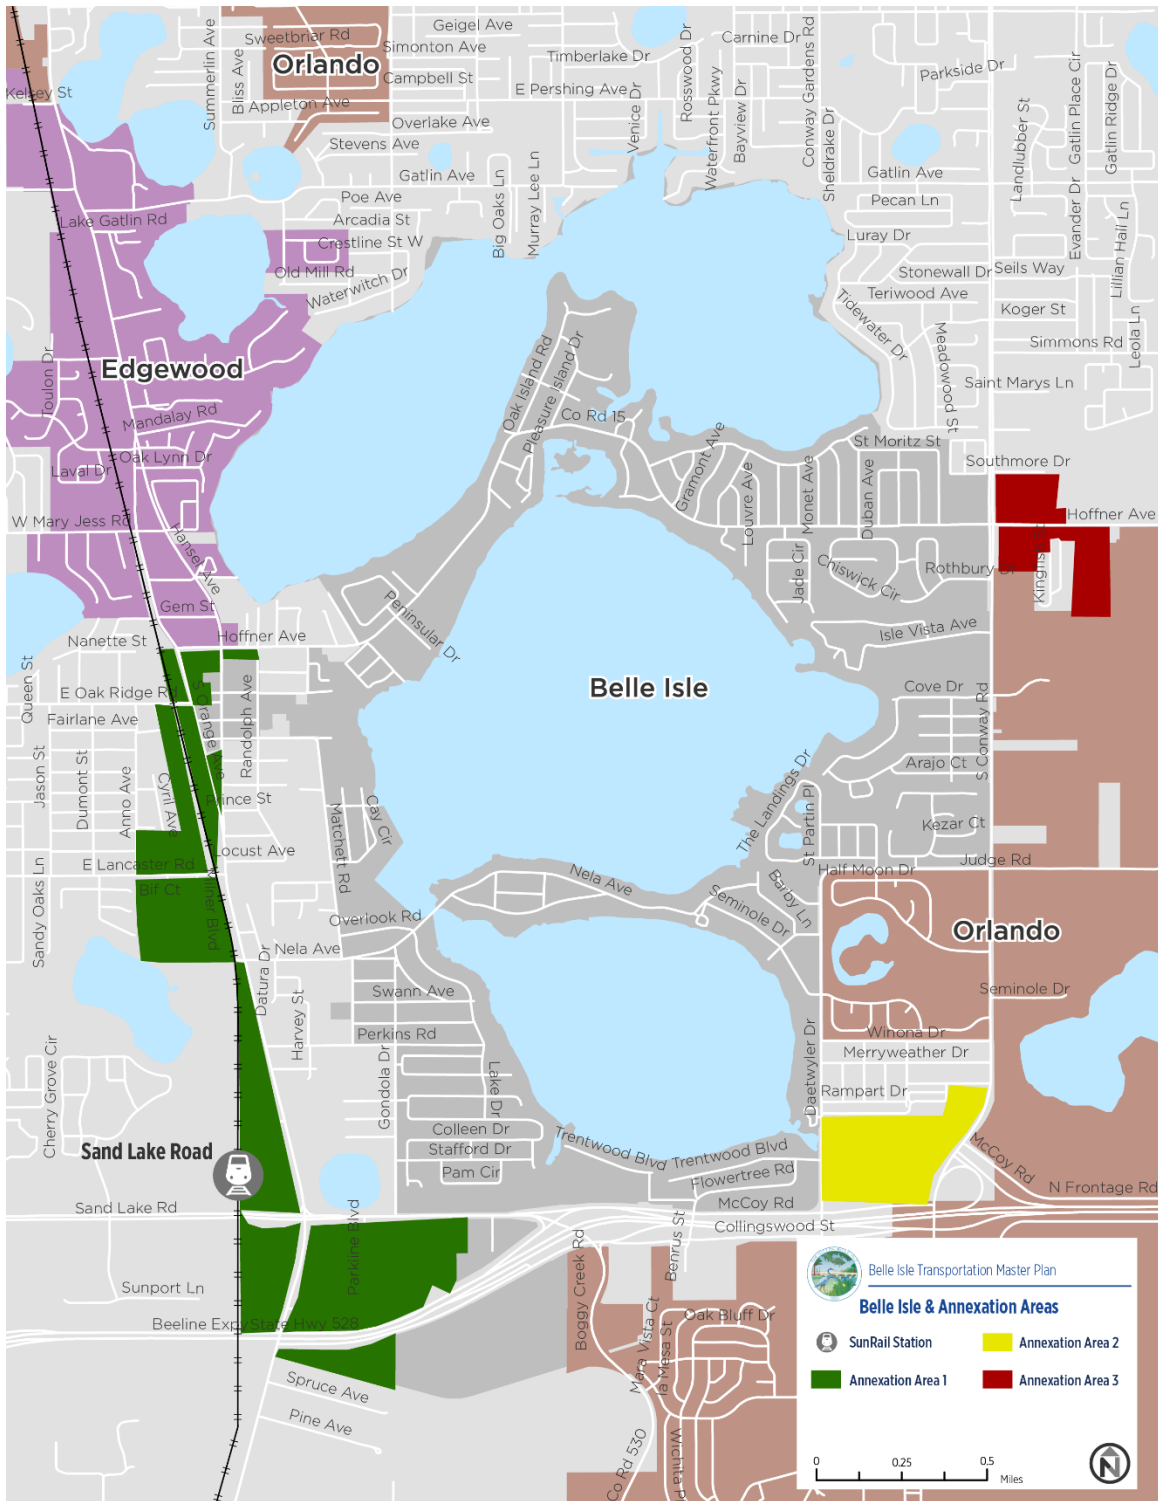 Geigel Ave
Sweetbriar Rd
Carnine Dr
Simonton Ave
Timberlake Dr
Orlando
Parkside Dr
Campbell St
Kelsey St
E Pershing Ave
Summerlin Ave
Bliss Ave
Appleton Ave
Overlake Ave
Venice Dr
Rosswood Dr
Waterfront Pkwy
Bayview Dr
Conway Gardens Rd
Sheldrake Dr
Landlubber St
Gatlin Place Cir
Gatlin Ridge Dr
Stevens Ave
Gatlin Ave
Gatlin Ave
Big Oaks Ln
Murray Lee Ln
Poe Ave
Pecan Ln
Evander Dr
Lillian Hall Ln
Lake Gatlin Rd
Arcadia St
Crestline St W
Luray Dr
Old Mill Rd
Waterwitch Dr
Stonewall Dr
Seils Way
Teriwood Ave
Koger St
Tidewater Dr
Meadowood St
Simmons Rd
Leola Ln
Edgewood
Toulon Dr
Oak Island Rd
Pleasure Island Dr
Saint Marys Ln
Mandalay Rd
Co Rd 15
St Moritz St
Oak Lynn Dr
Laval Dr
Gramont Ave
Louvre Ave
Monet Ave
Duban Ave
Southmore Dr
W Mary Jess Rd
Hansel Ave
Hoffner Ave
Jade Cir
Chiswick Cir
Rothbury Dr
Gem St
Peninsular Dr
Nanette St
Hoffner Ave
Isle Vista Ave
Queen St
E Oak Ridge Rd
S Orange Ave
Randolph Ave
Belle Isle
Cove Dr
S Conway Rd
Fairlane Ave
Jason St
Dumont St
Anno Ave
Cyril Ave
Prince St
The Landings Dr
Arajo Ct
Matchett Rd
Cay Cir
St Partin Pl
Kezar Ct
Locust Ave
E Lancaster Rd
Half Moon Dr
Judge Rd
Sandy Oaks Ln
Bif Ct
Nela Ave
Seminole Dr
Barby Ln
Overlook Rd
Orlando
Nela Ave
Datura Dr
Harvey St
Swann Ave
Seminole Dr
Perkins Rd
Winona Dr
Cherry Grove Cir
Gondola Dr
Lake Dr
Daetwyler Dr
Merryweather Dr
Rampart Dr
Colleen Dr
Sand Lake Road
Stafford Dr
Trentwood Blvd
Trentwood Blvd
McCoy Rd
Pam Cir
Flowertree Rd
N Frontage Rd
Sand Lake Rd
Parkline Blvd
McCoy Rd
Collingswood St
Boggy Creek Rd
Benrus St
Sunport Ln
Beeline Expy
State Hwy 528
Mara Vista Ct
la Mesa St
Oak Bluff Dr
Spruce Ave
Pine Ave
Co Rd 530
Belle Isle Transportation Master Plan
Belle Isle & Annexation Areas
SunRail Station
Annexation Area 2
Annexation Area 1
Annexation Area 3
0 0.25 0.5
Miles
N